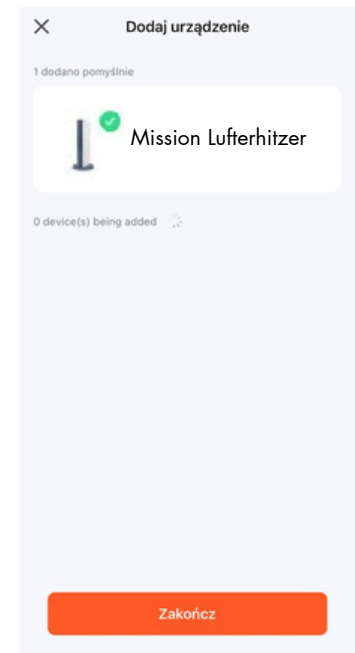 Dodaj urządzenie
1 dodano pomyślnie
Mission Lufterhitzer
0 device(s) being added
Zakończ